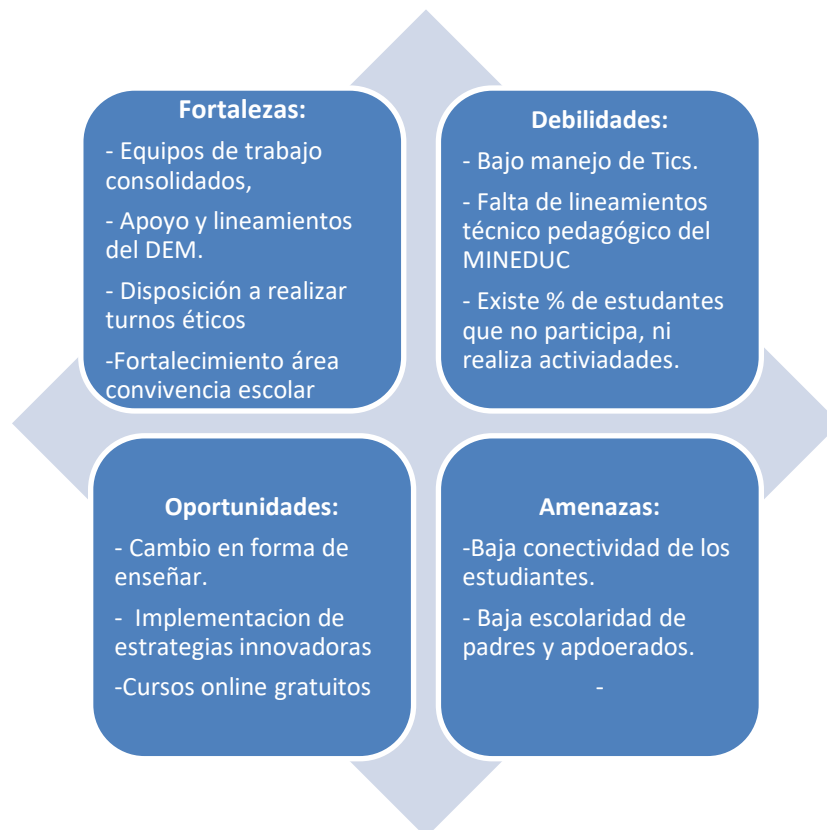 Fortalezas:
- Equipos de trabajo
consolidados,
- Apoyo y lineamientos
del DEM.
- Disposición a realizar
turnos éticos
-Fortalecimiento área
convivencia escolar
Debilidades:
- Bajo manejo de Tics.
- Falta de lineamientos
técnico pedagógico del
MINEDUC
- Existe % de estudantes
que no participa, ni
realiza activiadades.
Oportunidades:
- Cambio en forma de
enseñar.
-  Implementacion de
estrategias innovadoras
-Cursos online gratuitos
Amenazas:
-Baja conectividad de los
estudiantes.
- Baja escolaridad de
padres y apdoerados.
-